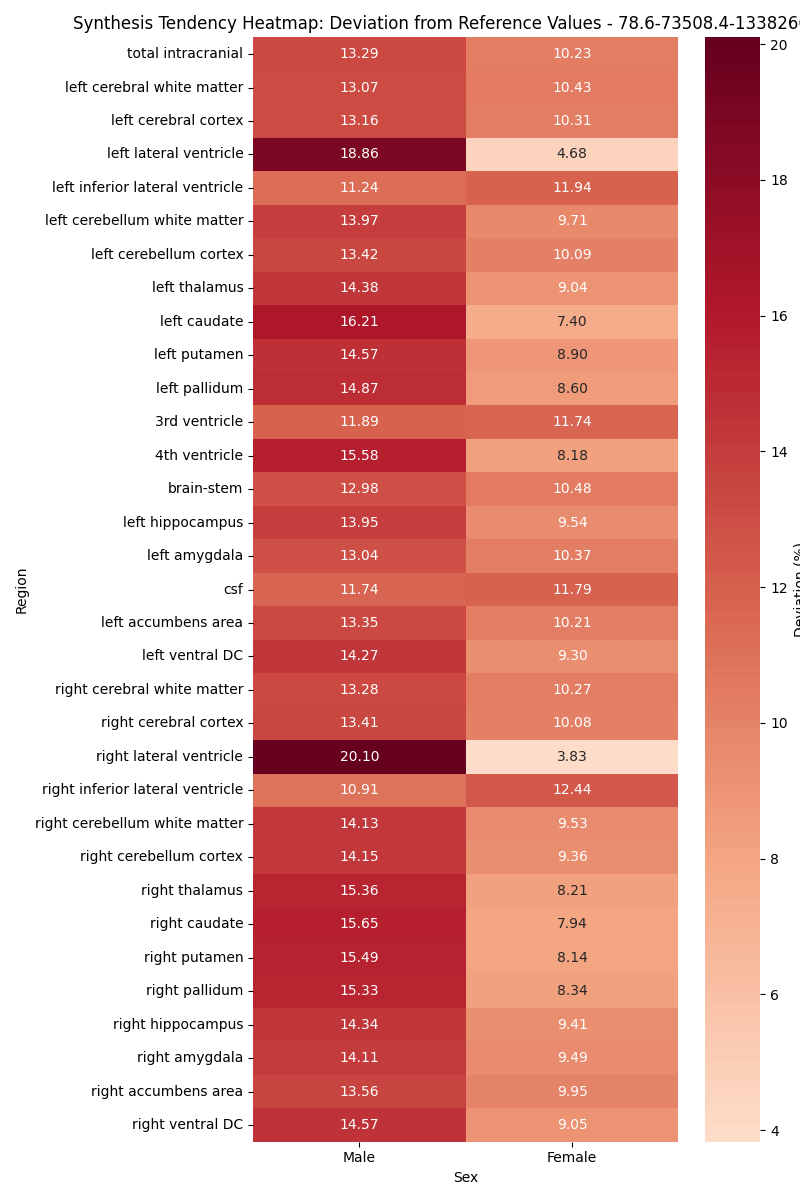 Synthesis Tendency Heatmap: Deviation from Reference Values - 78.6-73508.4-133826
total intracranial 13.29 10.23 20
left cerebral white matter 13.07 10.43
left cerebral cortex 13.16 10.31
left lateral ventricle 18.86 4.68
left inferior lateral ventricle 11.24 11.94 18
left cerebellum white matter 13.97 9.71
left cerebellum cortex 13.42 10.09
left thalamus 14.38 9.04
left caudate 16.21 7.40 16
left putamen 14.57 8.90
left pallidum 14.87 8.60
3rd ventricle 11.89 11.74
4th ventricle 15.58 8.18 14
brain-stem 12.98 10.48
left hippocampus 13.95 9.54
left amygdala 13.04 10.37
csf 11.74 11.79 12
left accumbens area 13.35 10.21
left ventral DC 14.27 9.30
right cerebral white matter 13.28 10.27
right cerebral cortex 13.41 10.08 10
right lateral ventricle 20.10 3.83
right inferior lateral ventricle 10.91 12.44
right cerebellum white matter 14.13 9.53
right cerebellum cortex 14.15 9.36 8
right thalamus 15.36 8.21
right caudate 15.65 7.94
right putamen 15.49 8.14
right pallidum 15.33 8.34 6
right hippocampus 14.34 9.41
right amygdala 14.11 9.49
right accumbens area 13.56 9.95
right ventral DC 14.57 9.05 4
Male Female
Sex
Region
Deviation (%)